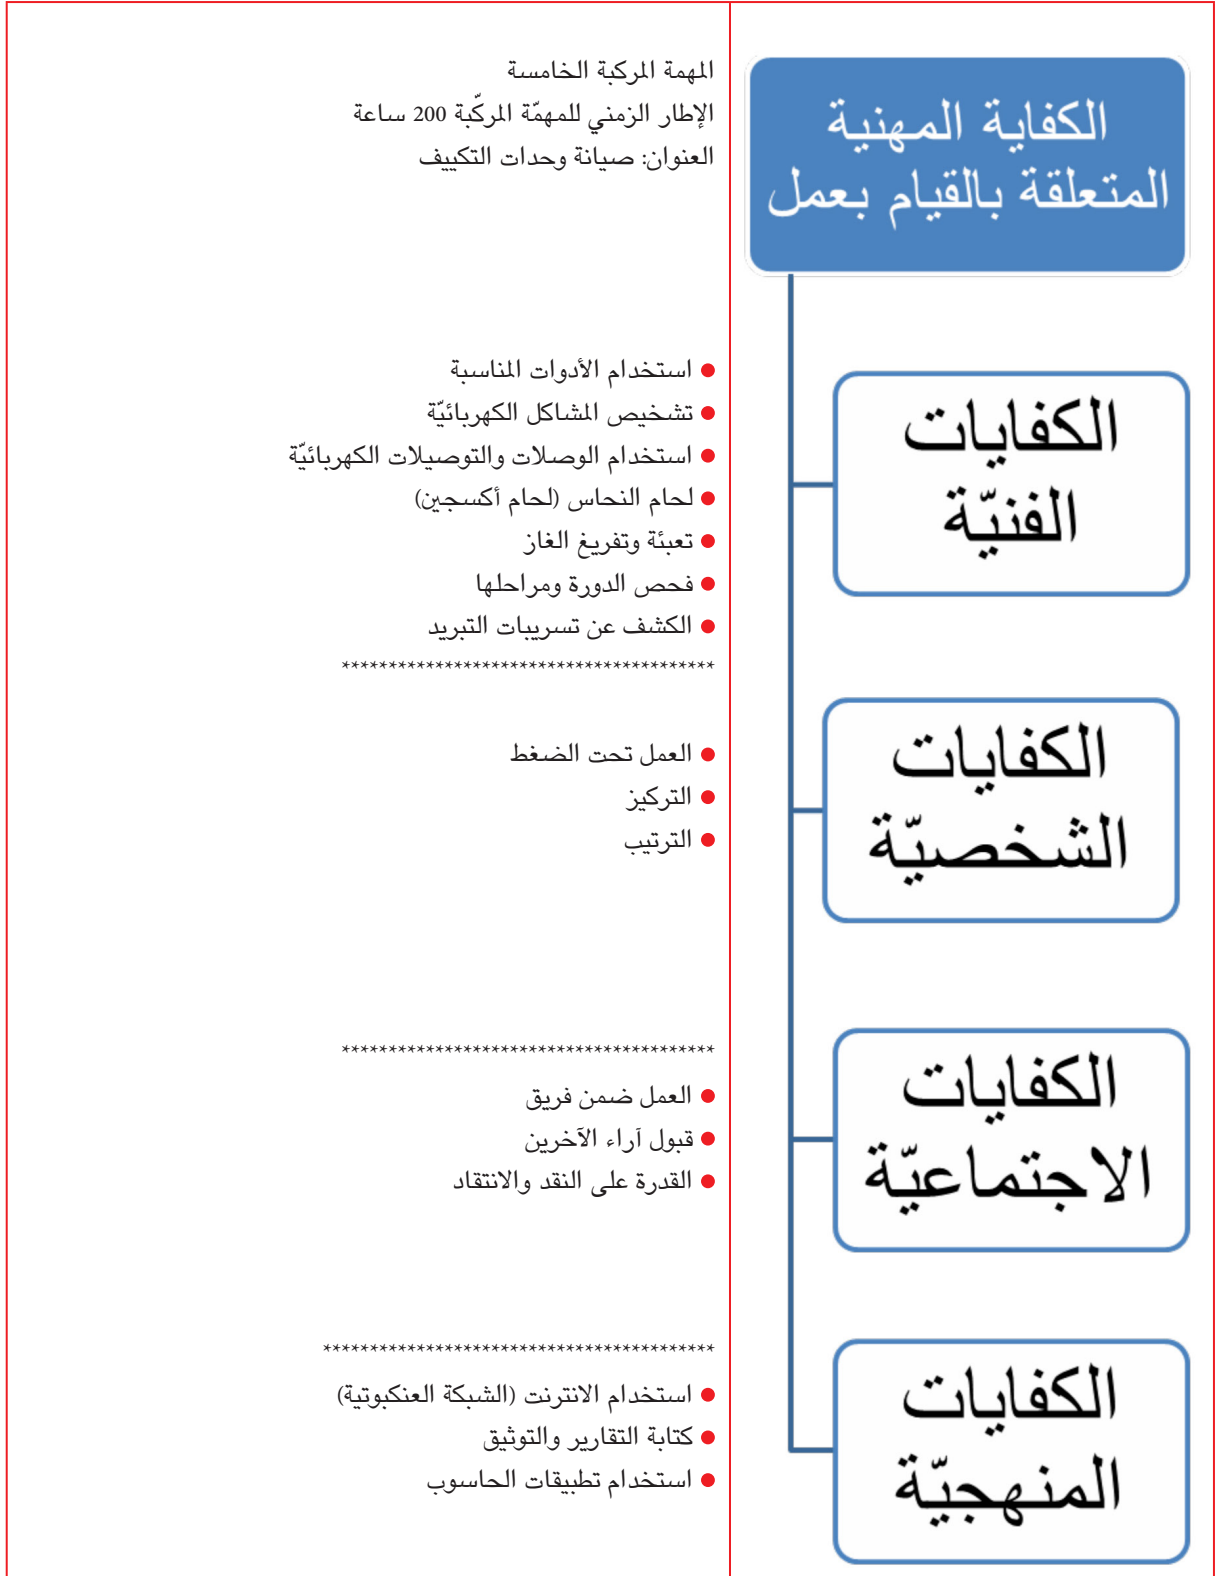 الكفاية المهنية
المتعلقة بالقيام بعمل
المهمة المركبة الخامسة
الإطار الزمني للمهمّة المركّبة 200 ساعة
العنوان: صيانة وحدات التكييف
الكفايات
الفنيّة
● استخدام الأدوات المناسبة
● تشخيص المشاكل الكهربائيّة
● استخدام الوصلات والتوصيلات الكهربائيّة
● لحام النحاس (لحام أكسجين)
● تعبئة وتفريغ الغاز
● فحص الدورة ومراحلها
● الكشف عن تسريبات التبريد
****************************************
الكفايات
الشخصيّة
● العمل تحت الضغط
● التركيز
● الترتيب
****************************************
الكفايات
الاجتماعيّة
● العمل ضمن فريق
● قبول آراء الآخرين
● القدرة على النقد والانتقاد
******************************************
الكفايات
المنهجيّة
● استخدام الانترنت (الشبكة العنكبوتية)
● كتابة التقارير والتوثيق
● استخدام تطبيقات الحاسوب